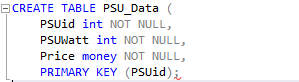 CREATE TABLE PSU_Data (
PSUid int NOT NULL,
PSUWatt int NOT NULL,
Price money NOT NULL,
PRIMARY KEY (PSUid);